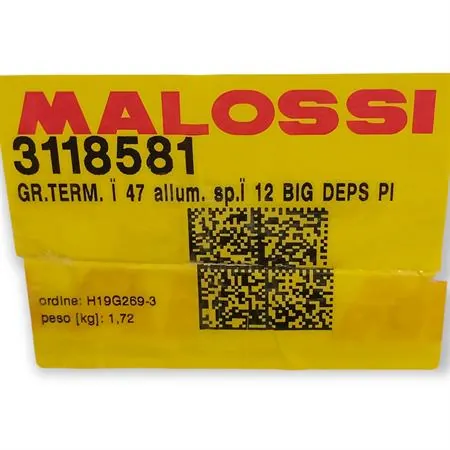 MALOSSI
3118581
GR.TERM. Ï 47 allum. sp.Ï 12 BIG DEPS PI
ordine: H19G269-3
peso [kg]: 1,72